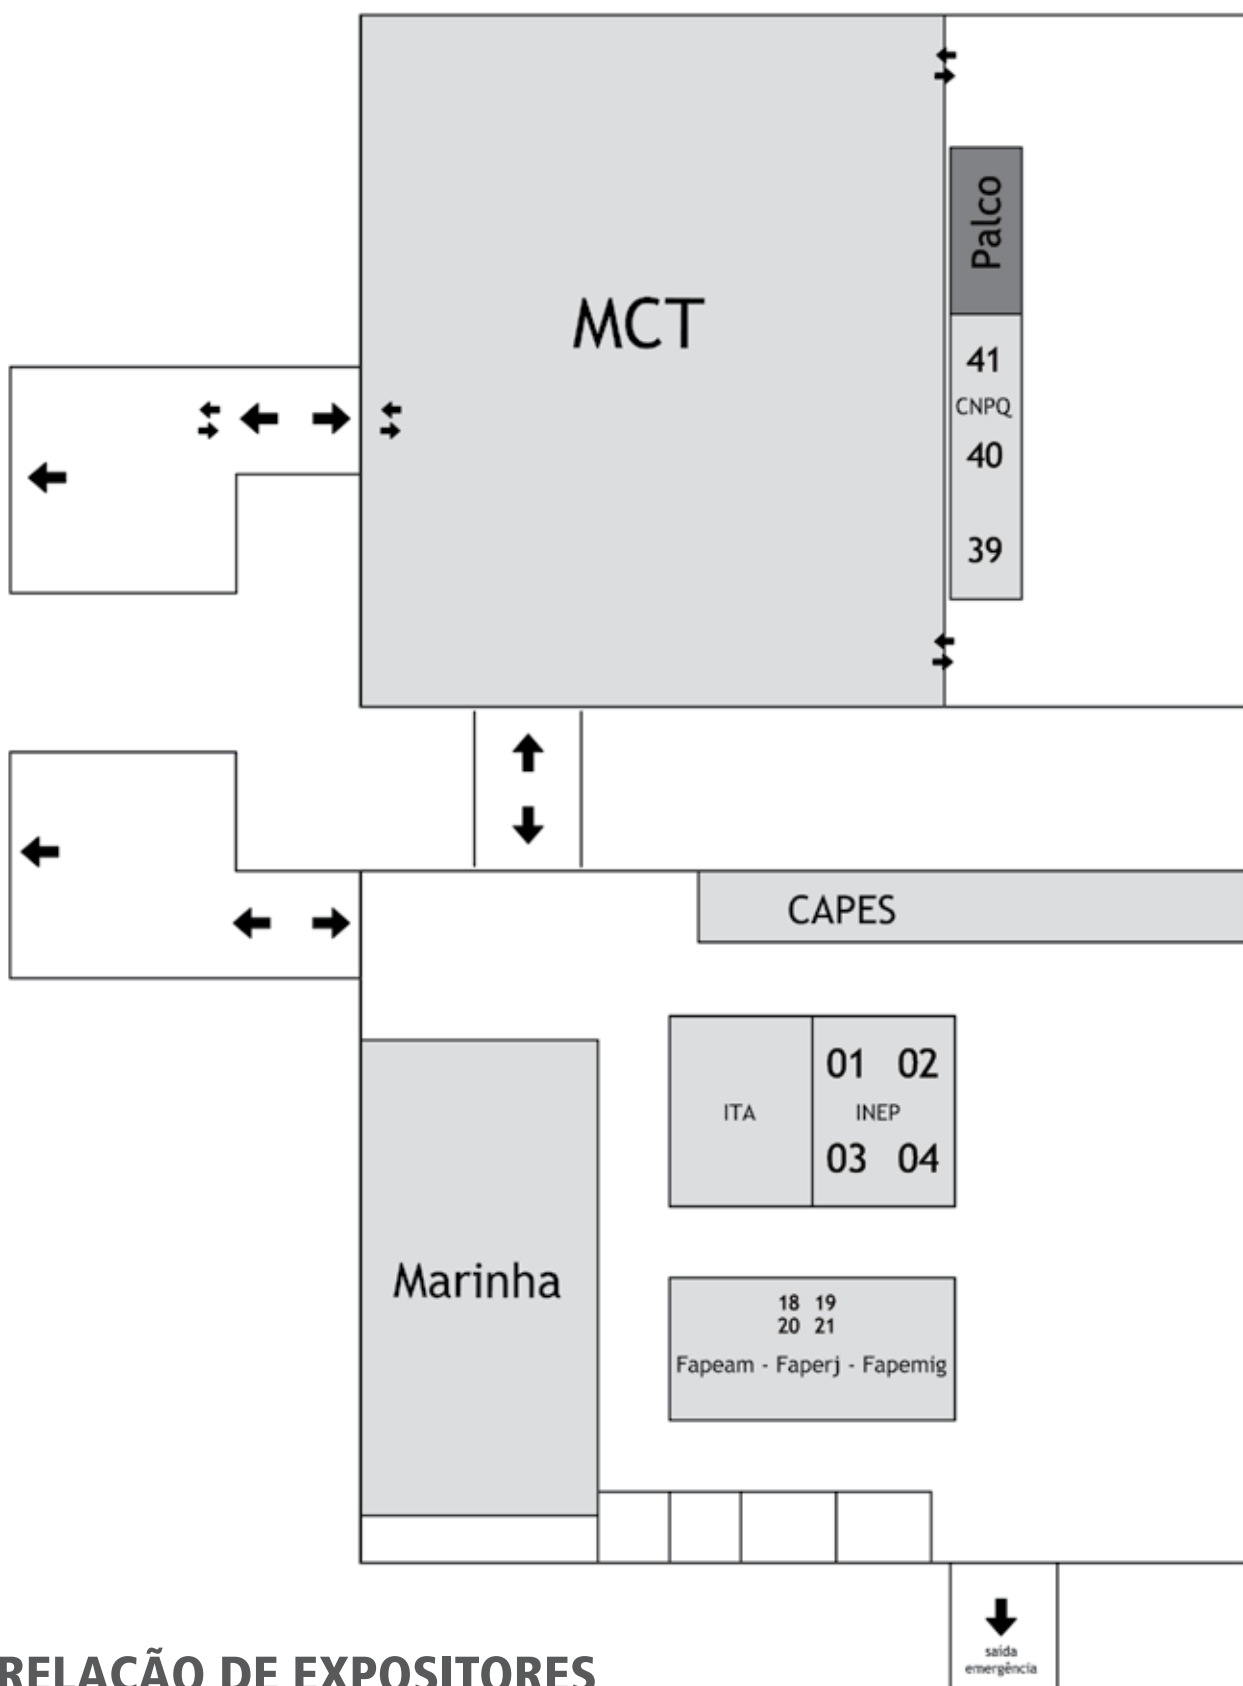 MCT
Palco
41
CNPQ
40
39
CAPES
ITA
01 02
INEP
03 04
Marinha
18 19
20 21
Fapeam - Faperj - Fapemig
saída
emergência
RELAÇÃO DE EXPOSITORES